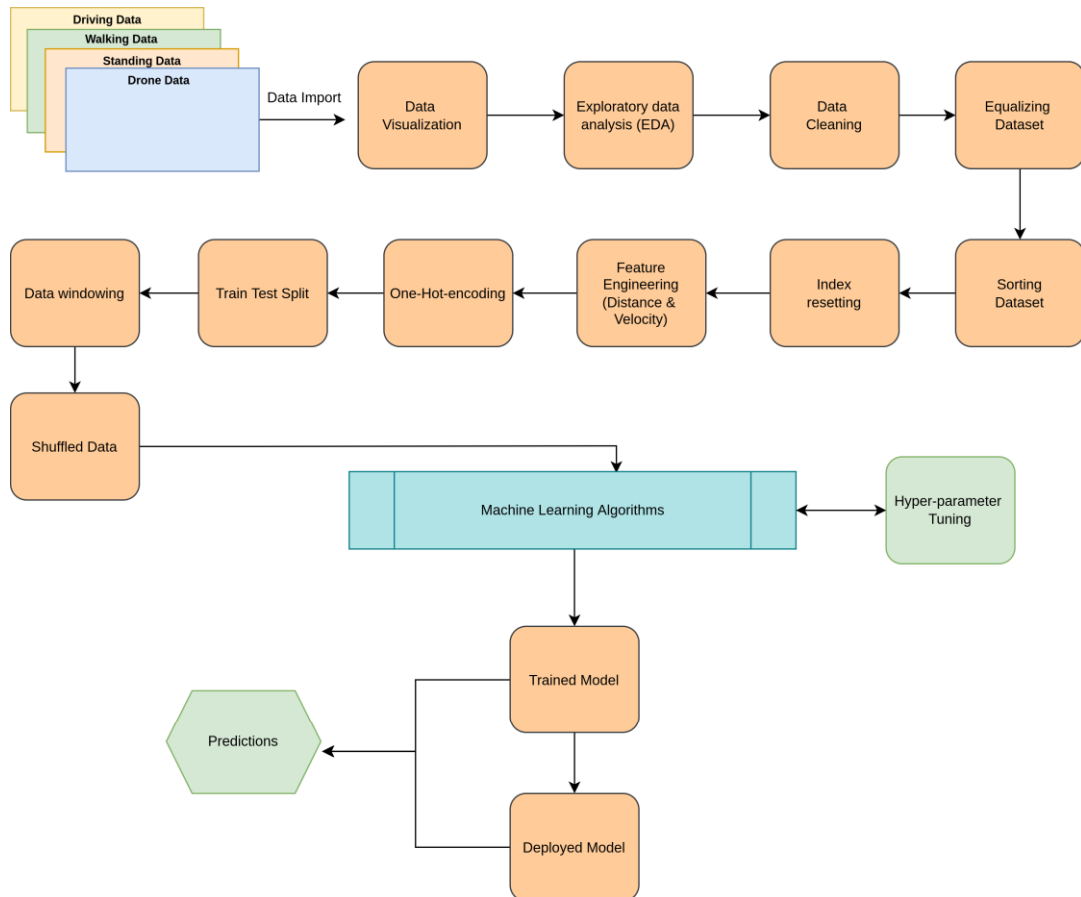 Driving Data
Walking Data
Standing Data
Drone Data
Data Import
Data
Visualization
Exploratory data
analysis (EDA)
Data
Cleaning
Equalizing
Dataset
Sorting
Dataset
Index
resetting
Feature
Engineering
(Distance &
Velocity)
One-Hot-encoding
Train Test Split
Data windowing
Shuffled Data
Machine Learning Algorithms
Hyper-parameter
Tuning
Trained Model
Predictions
Deployed Model